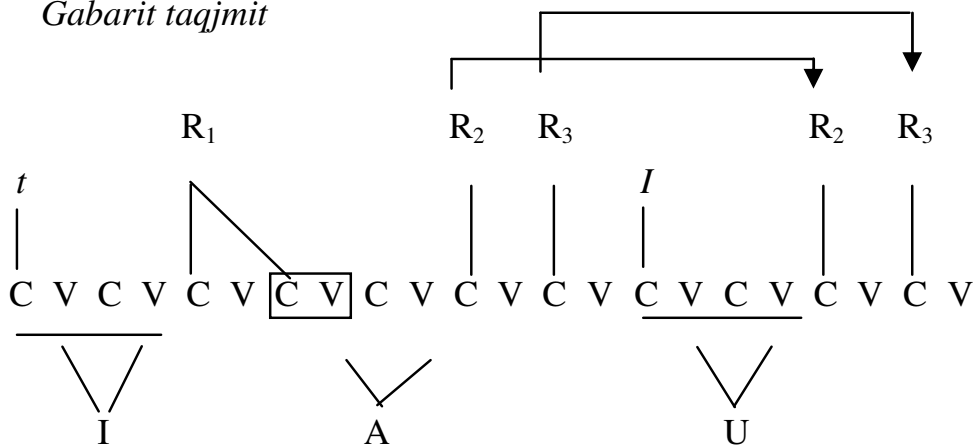 Gabarit taqjmit
R₁ R₂ R₃ R₂ R₃
t I
C V C V C V C V C V C V C V C V C V C V C V
I A U